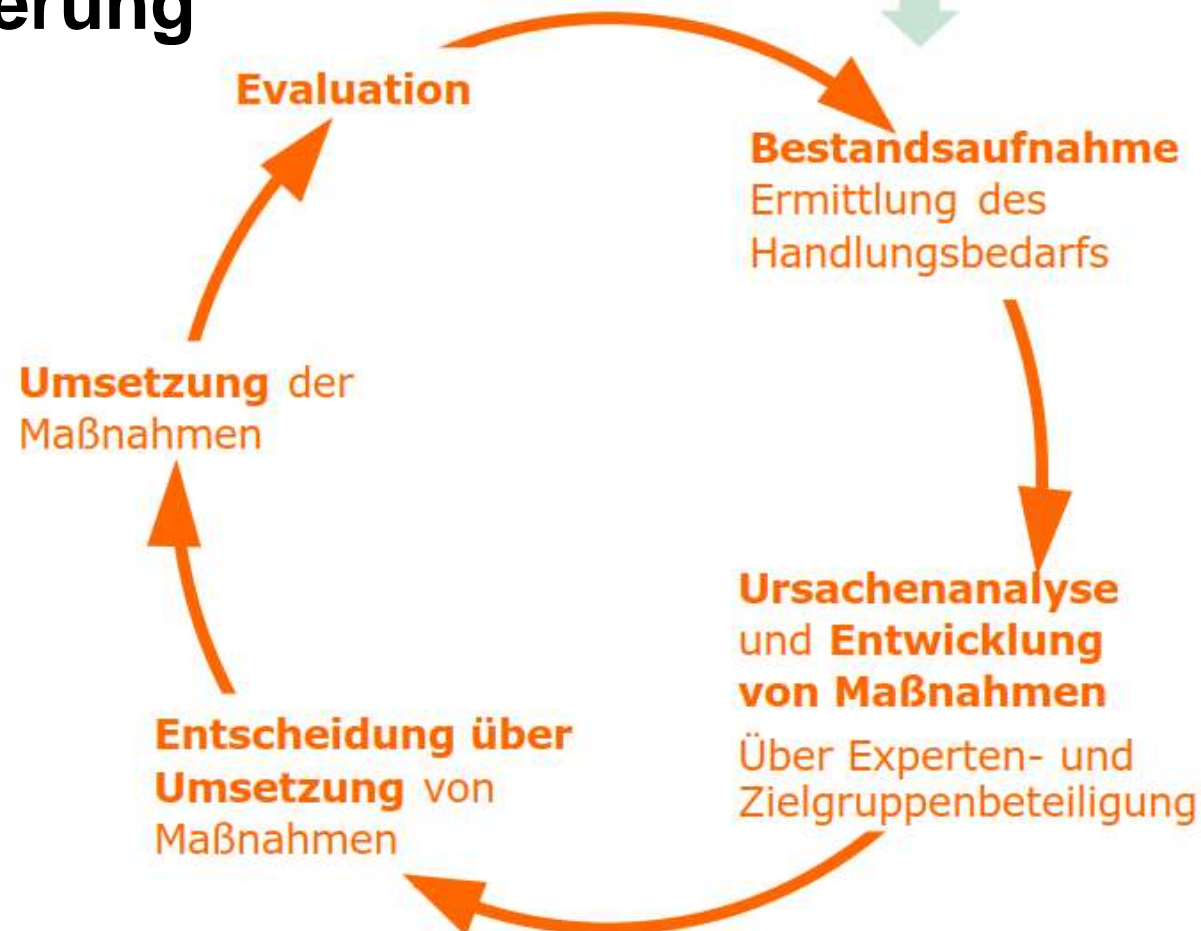 Evaluation
Bestandsaufnahme
Ermittlung des
Handlungsbedarfs
Ursachenanalyse
und Entwicklung
von Maßnahmen
Über Experten- und
Zielgruppenbeteiligung
Entscheidung über
Umsetzung von
Maßnahmen
Umsetzung der
Maßnahmen